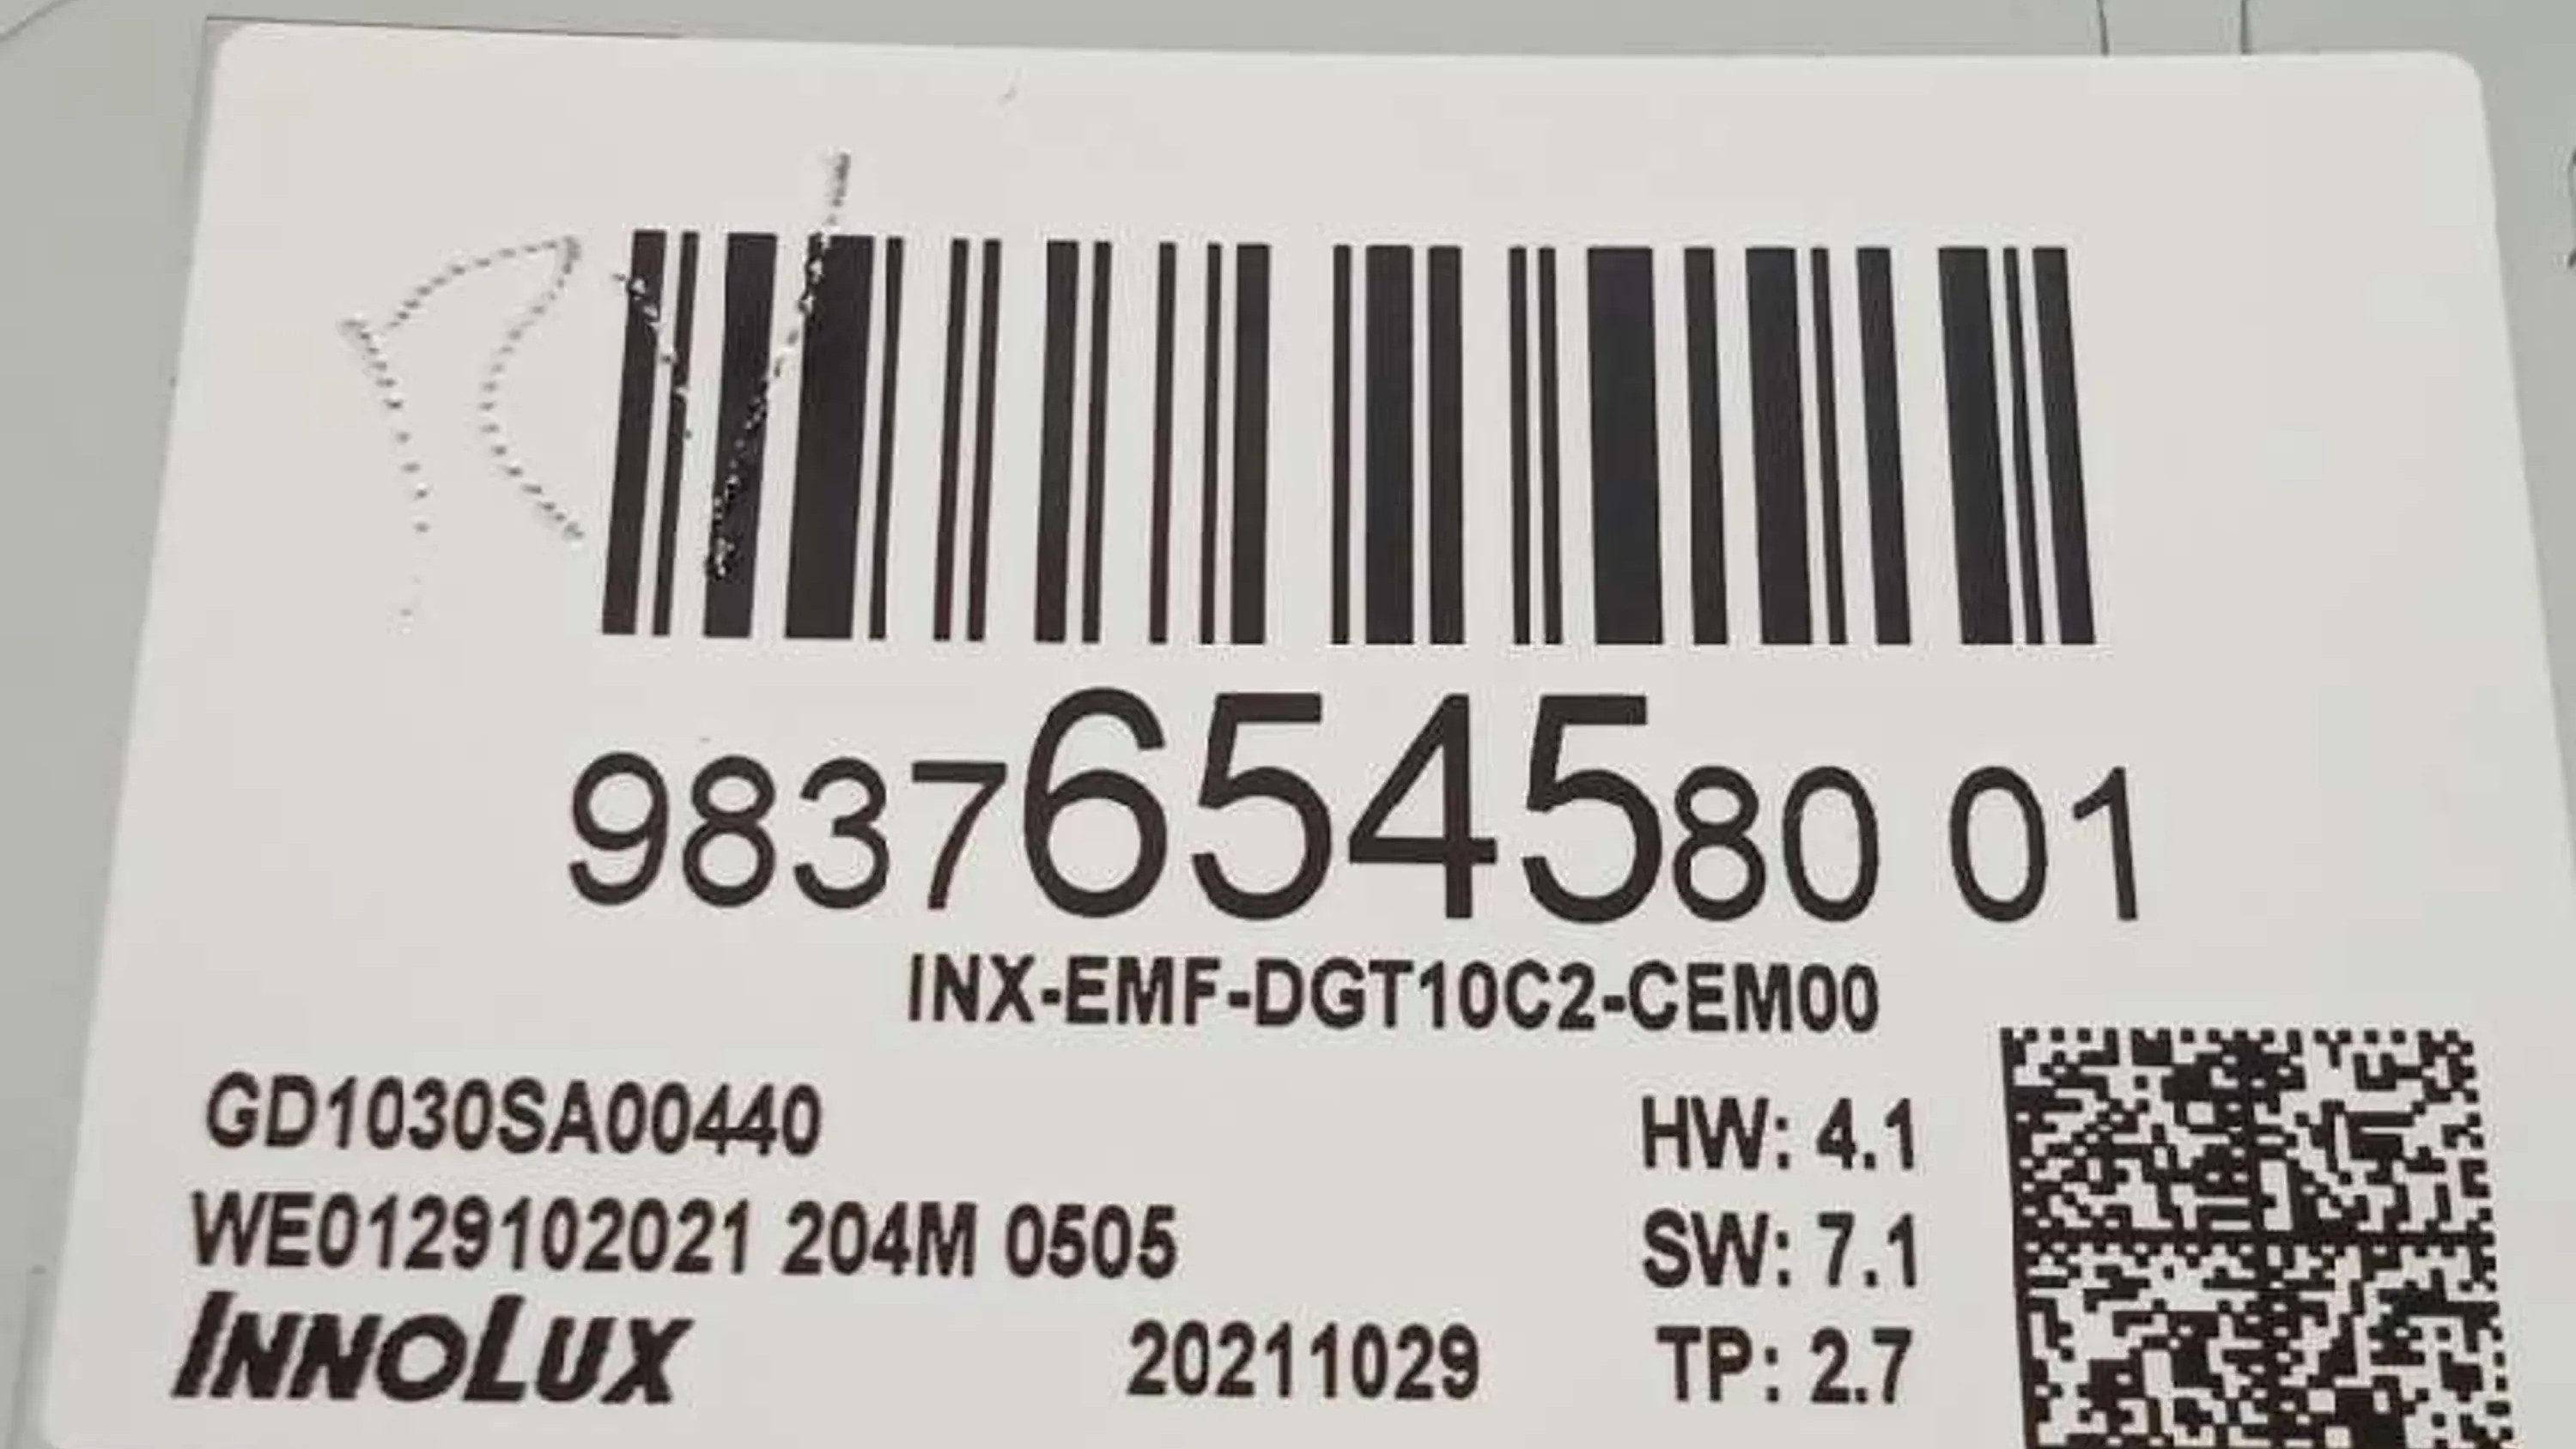 9837654580 01
INX-EMF-DGT10C2-CEM00
GD1030SA00440
HW: 4.1
WE0129102021 204M 0505
SW: 7.1
INNOLUX
20211029
TP: 2.7